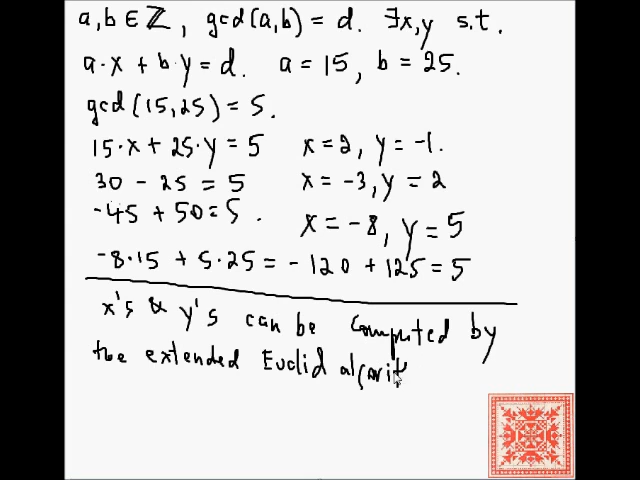 a, b ∈ ℤ, gcd(a,b) = d. ∃x,y s.t.
a·x + b·y = d. a = 15, b = 25.
gcd(15,25) = 5.
15·x + 25·y = 5 x = 2, y = -1.
30 - 25 = 5 x = -3, y = 2
-45 + 50 = 5. x = -8, y = 5
-8·15 + 5·25 = -120 + 125 = 5
x's & y's can be computed by
the extended Euclid algorit